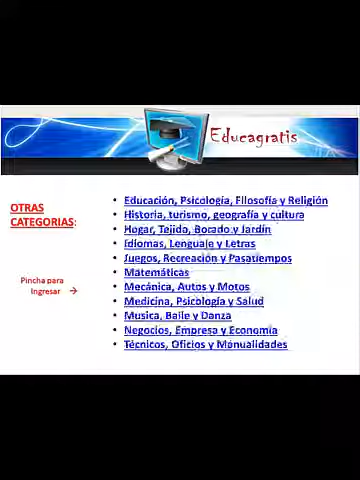 Educagratis
OTRAS
CATEGORIAS:
Pincha para
Ingresar →
• Educación, Psicología, Filosofía y Religión
• Historia, turismo, geografía y cultura
• Hogar, Tejido, Bocado y Jardín
• Idiomas, Lenguaje y Letras
• Juegos, Recreación y Pasatiempos
• Matemáticas
• Mecánica, Autos y Motos
• Medicina, Psicología y Salud
• Musica, Baile y Danza
• Negocios, Empresa y Economía
• Técnicos, Oficios y Manualidades